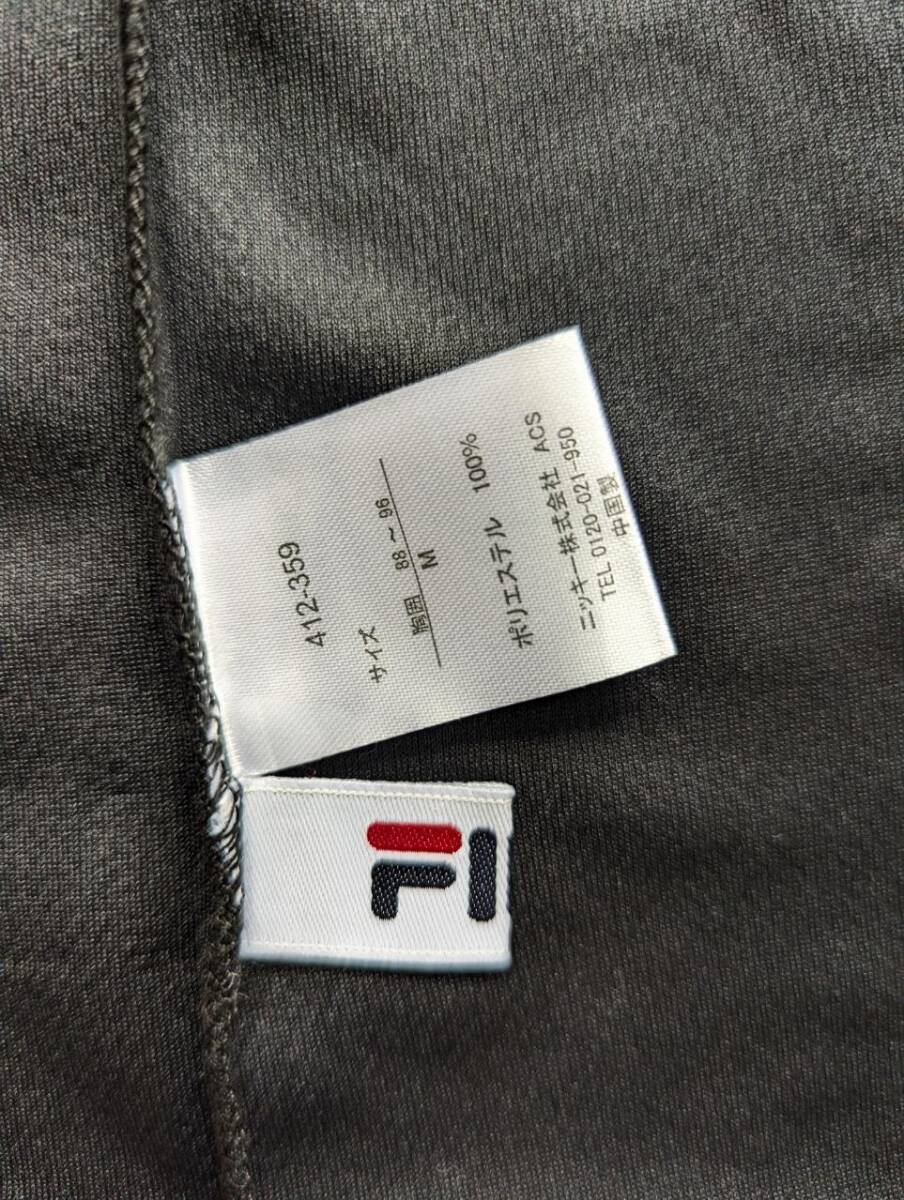 412-359
サイズ
胸囲 88～96
M
ポリエステル 100%
ニッキー株式会社 ACS
TEL 0120-021-950
中国製
F